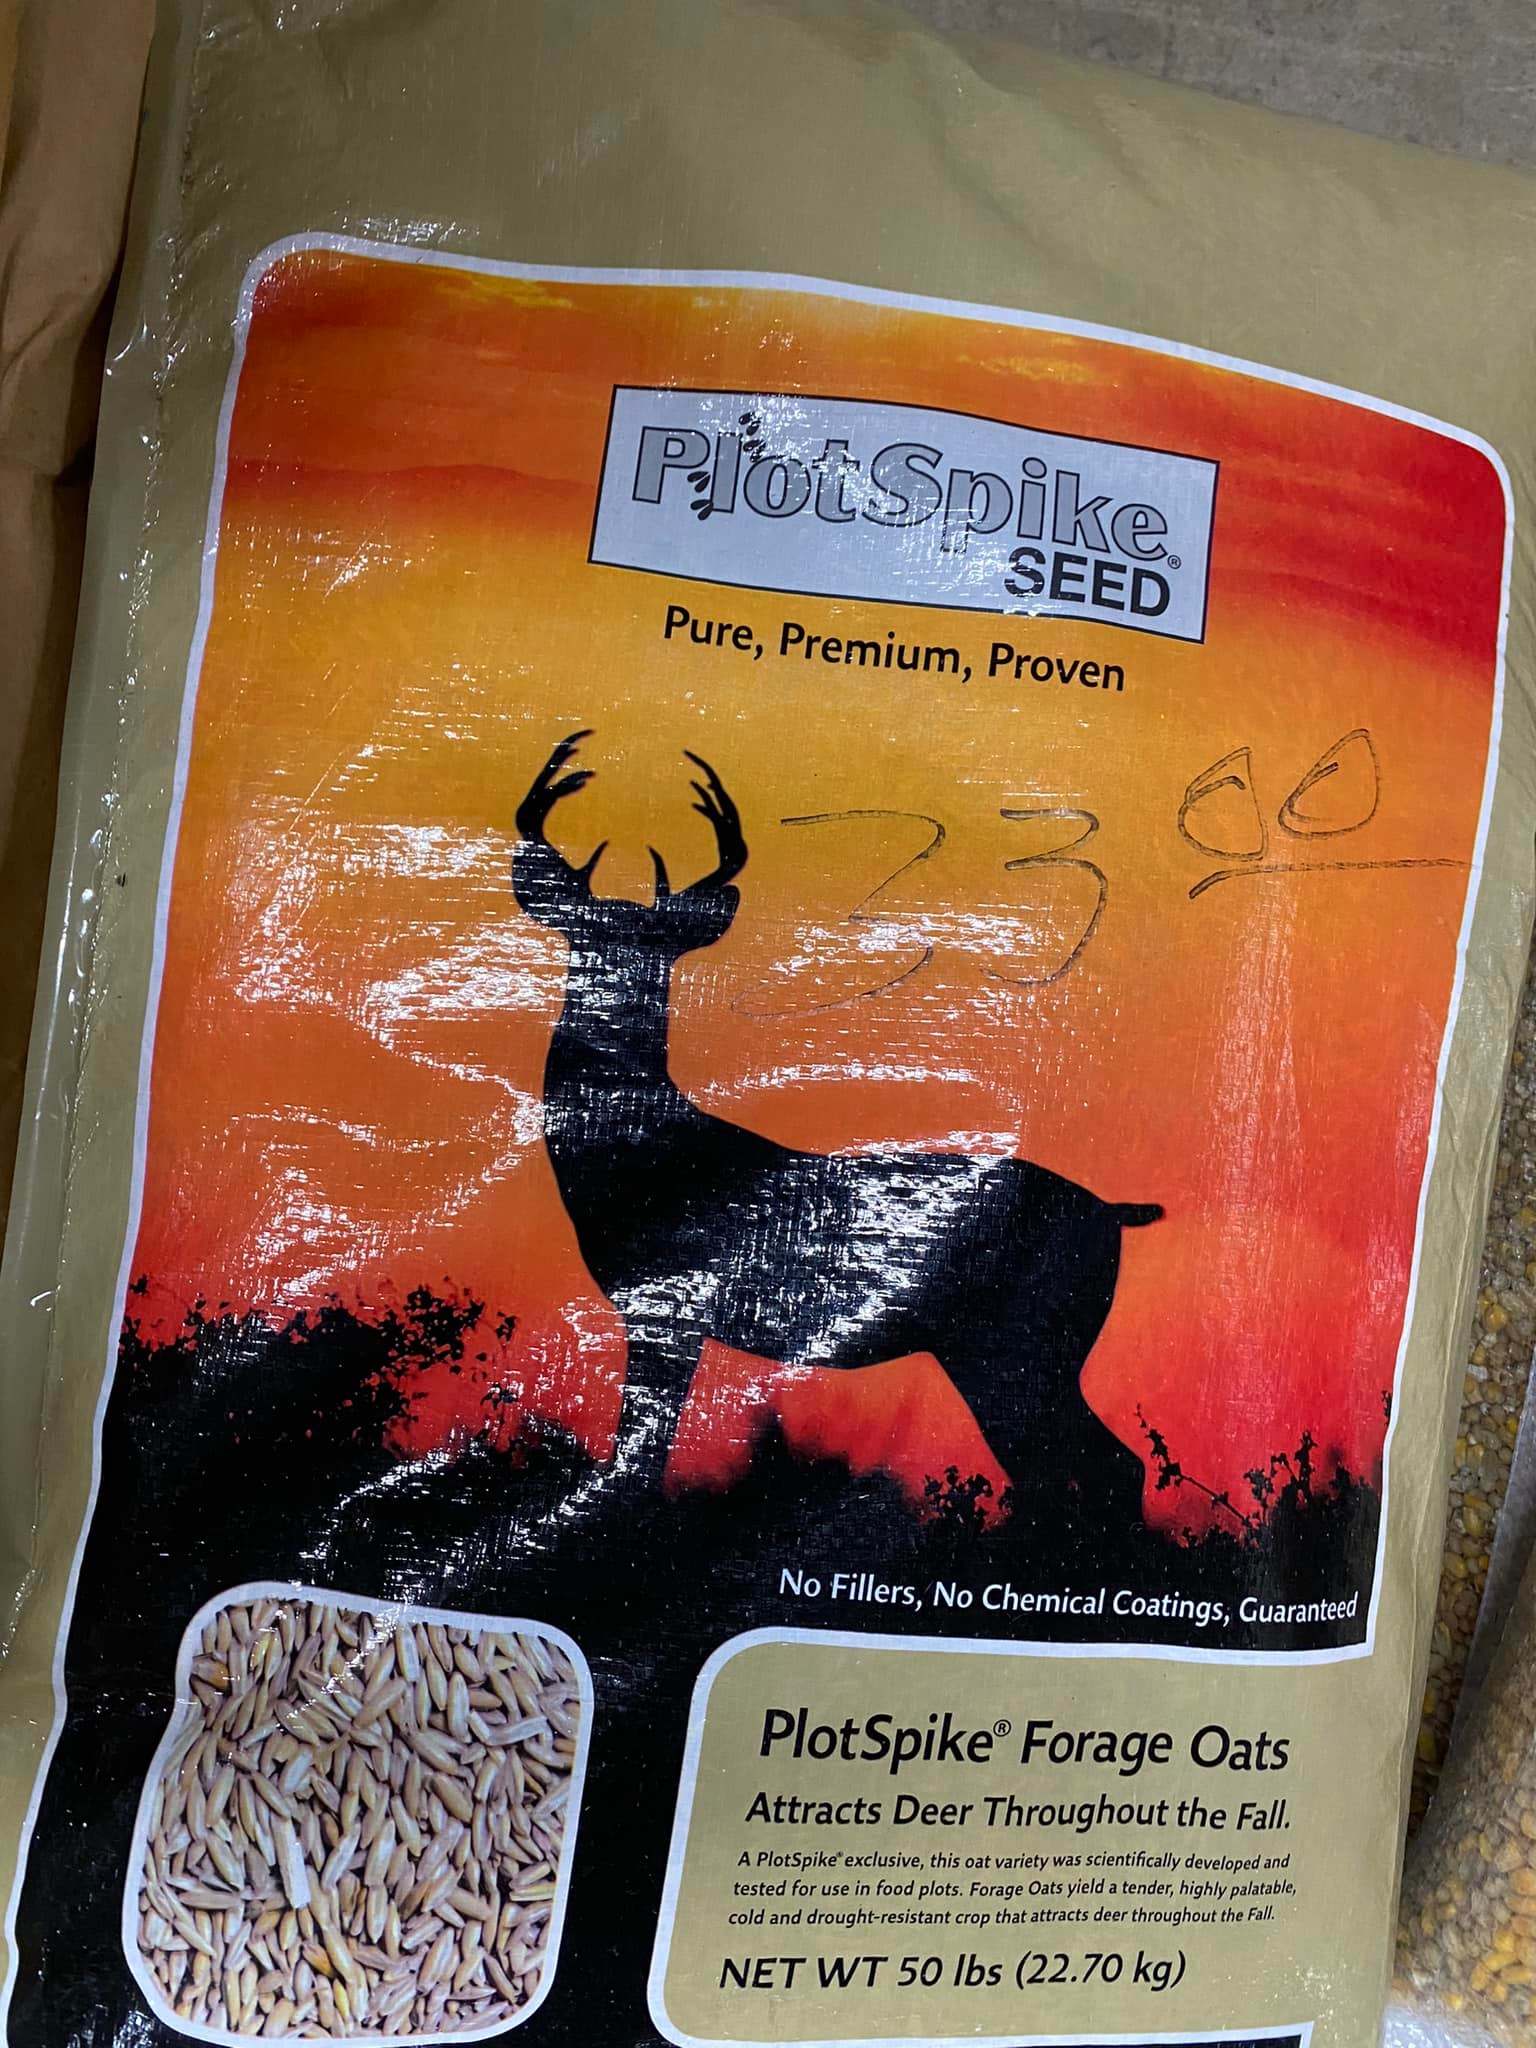 PlotSpike®
SEED
Pure, Premium, Proven
23 00
No Fillers, No Chemical Coatings, Guaranteed
PlotSpike® Forage Oats
Attracts Deer Throughout the Fall.
A PlotSpike® exclusive, this oat variety was scientifically developed and
tested for use in food plots. Forage Oats yield a tender, highly palatable,
cold and drought-resistant crop that attracts deer throughout the Fall.
NET WT 50 lbs (22.70 kg)